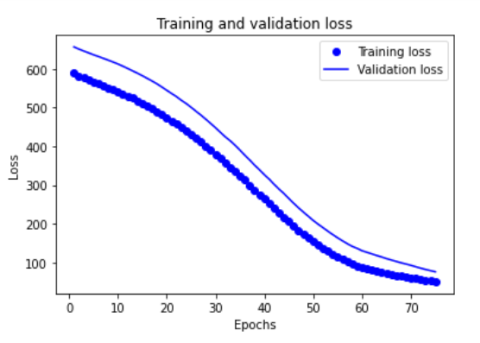 Training and validation loss
Training loss
Validation loss
600
500
400
300
200
100
Loss
0 10 20 30 40 50 60 70
Epochs